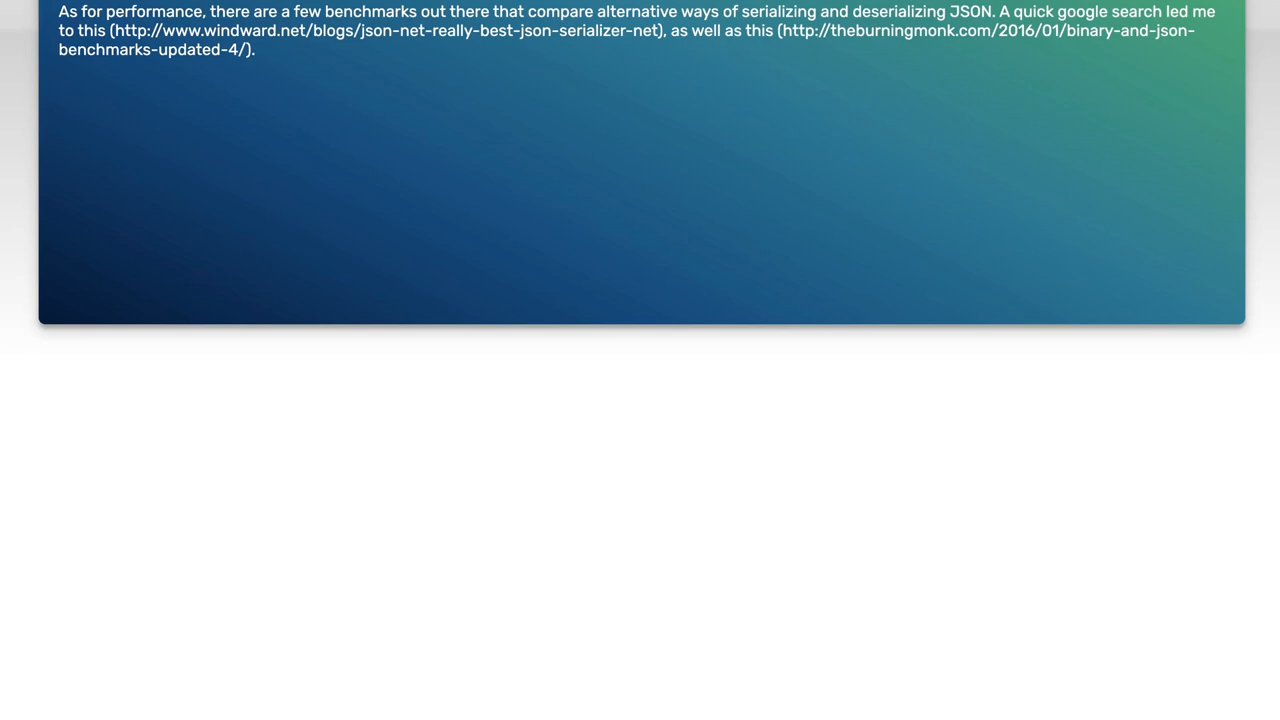 As for performance, there are a few benchmarks out there that compare alternative ways of serializing and deserializing JSON. A quick google search led me
to this (http://www.windward.net/blogs/json-net-really-best-json-serializer-net), as well as this (http://theburningmonk.com/2016/01/binary-and-json-
benchmarks-updated-4/).